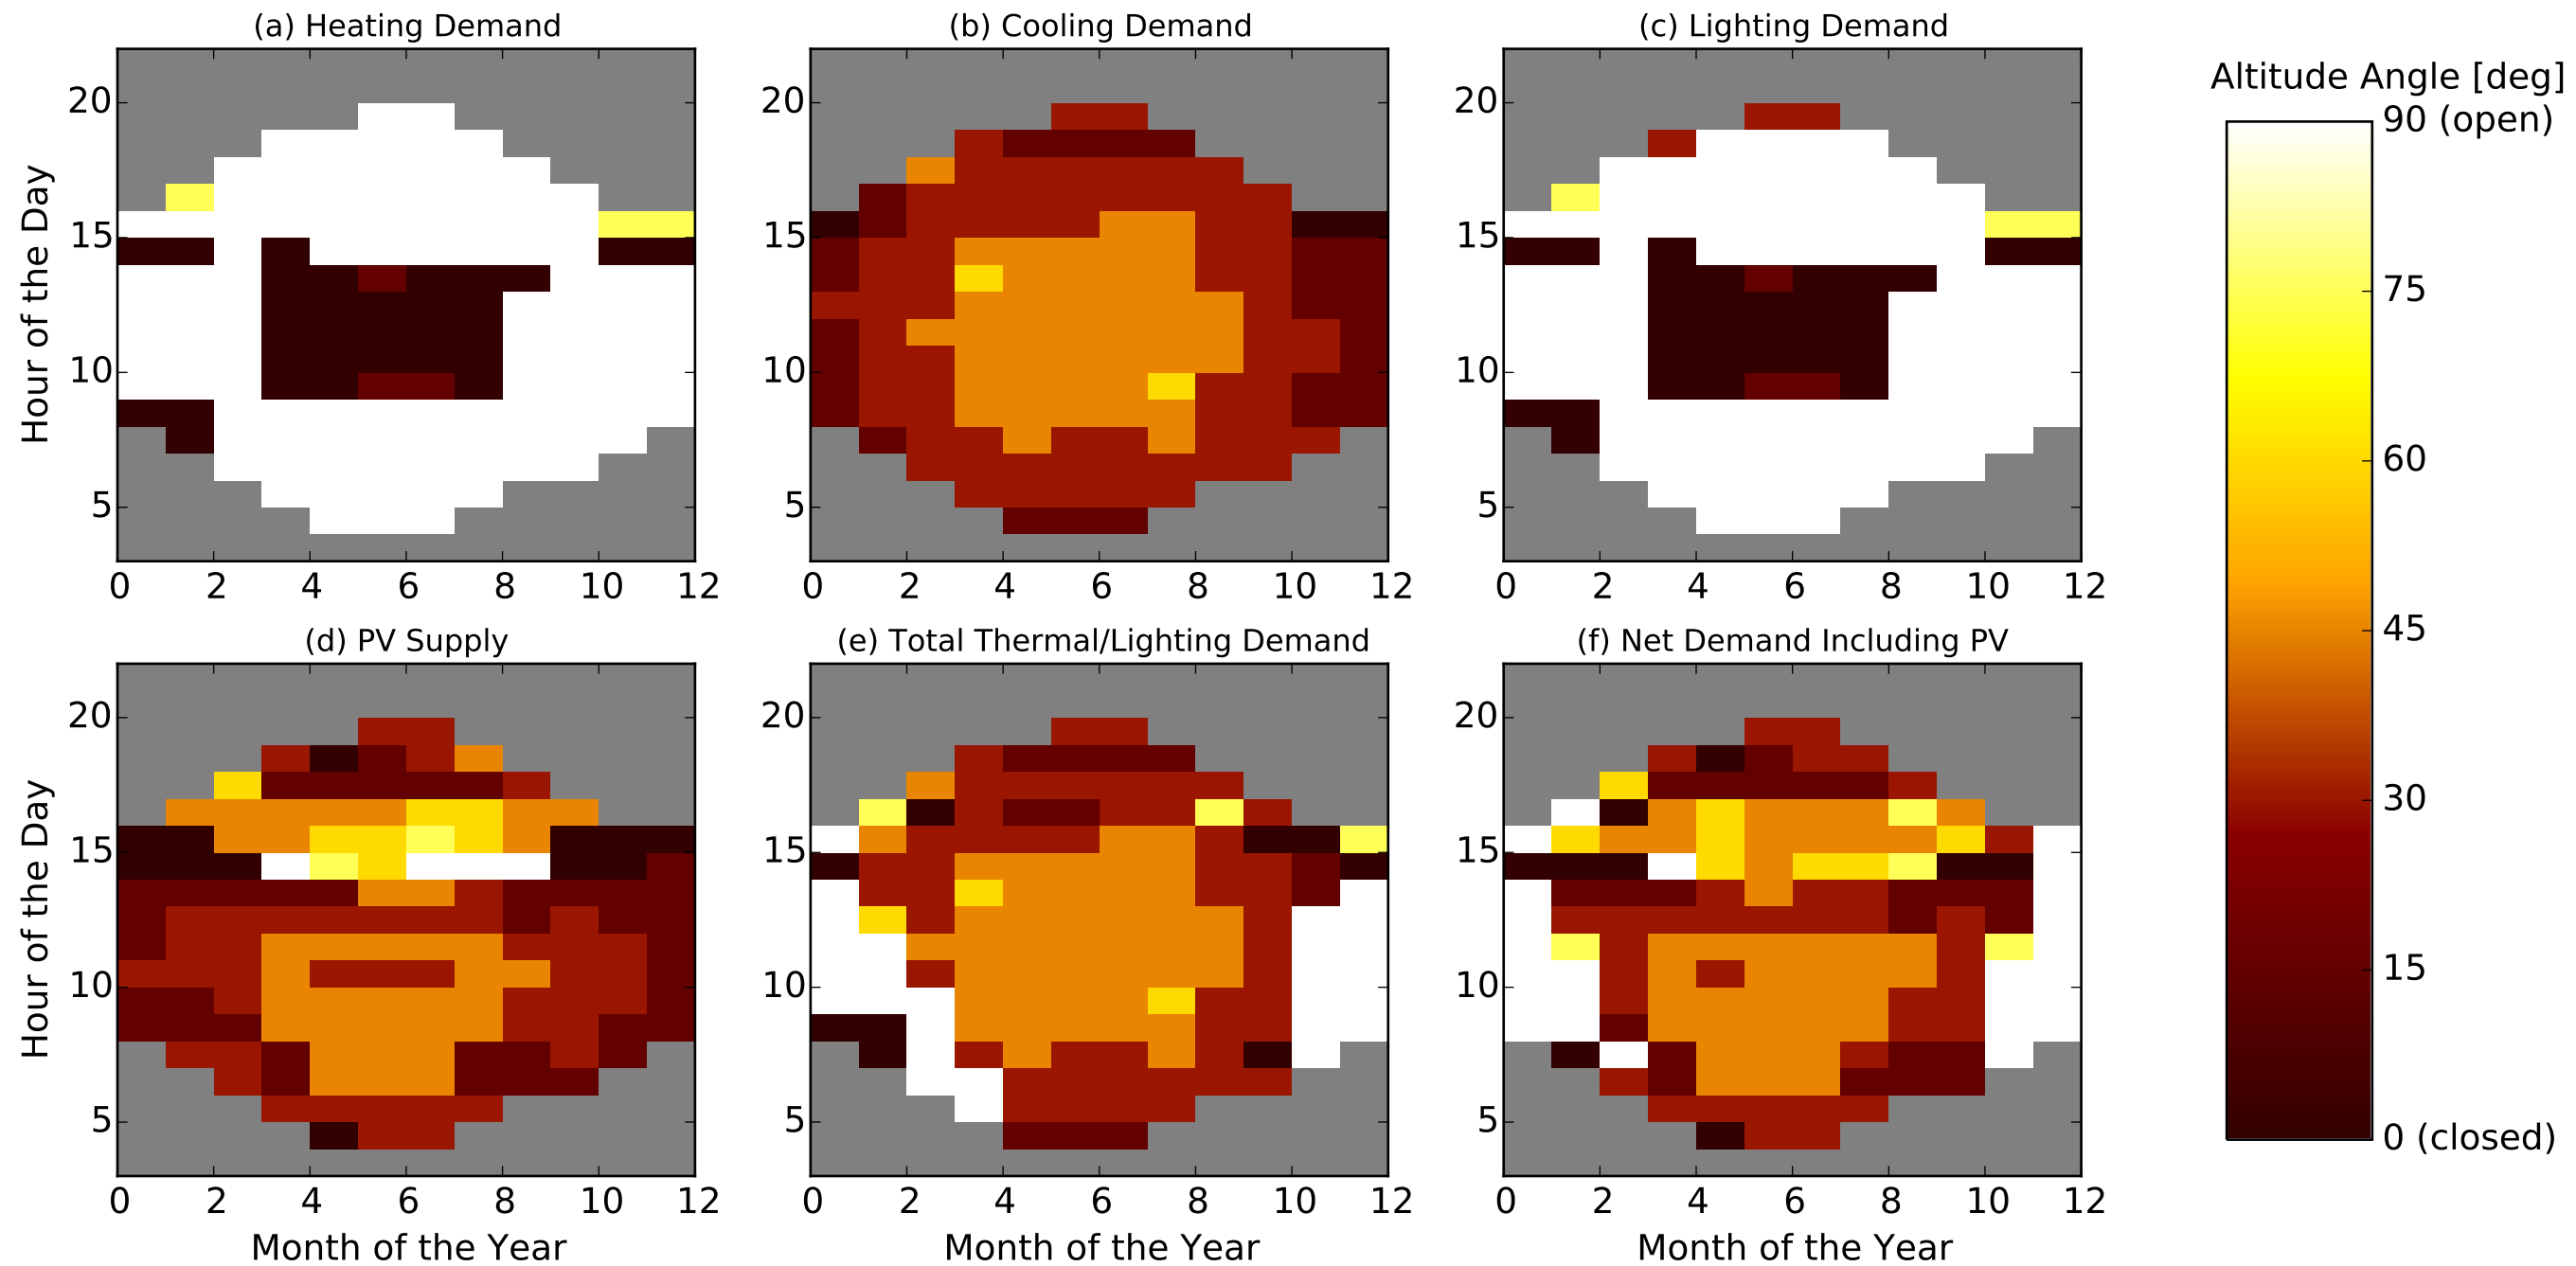 (a) Heating Demand
(b) Cooling Demand
(c) Lighting Demand
Altitude Angle [deg]
90 (open)
75
60
45
30
15
0 (closed)
Hour of the Day
20
15
10
5
0 2 4 6 8 10 12
20
15
10
5
0 2 4 6 8 10 12
20
15
10
5
0 2 4 6 8 10 12
(d) PV Supply
(e) Total Thermal/Lighting Demand
(f) Net Demand Including PV
Hour of the Day
20
15
10
5
0 2 4 6 8 10 12
Month of the Year
20
15
10
5
0 2 4 6 8 10 12
Month of the Year
20
15
10
5
0 2 4 6 8 10 12
Month of the Year